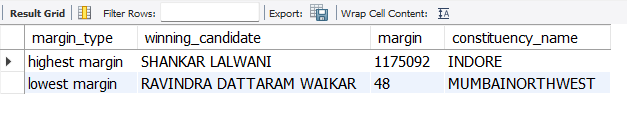 Result Grid Filter Rows: Export: Wrap Cell Content:
margin_type winning_candidate margin constituency_name
highest margin SHANKAR LALWANI 1175092 INDORE
lowest margin RAVINDRA DATTARAM WAIKAR 48 MUMBAINORTHWEST